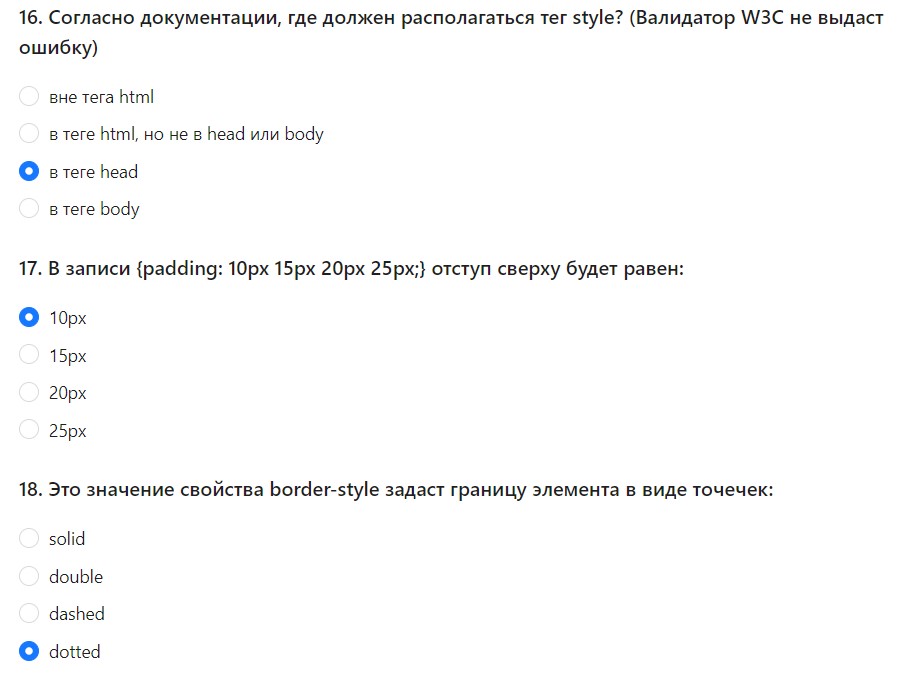 16. Согласно документации, где должен располагаться тег style? (Валидатор W3C не выдаст
ошибку)
вне тега html
в теге html, но не в head или body
в теге head
в теге body
17. В записи {padding: 10px 15px 20px 25px;} отступ сверху будет равен:
10px
15px
20px
25px
18. Это значение свойства border-style задаст границу элемента в виде точечек:
solid
double
dashed
dotted